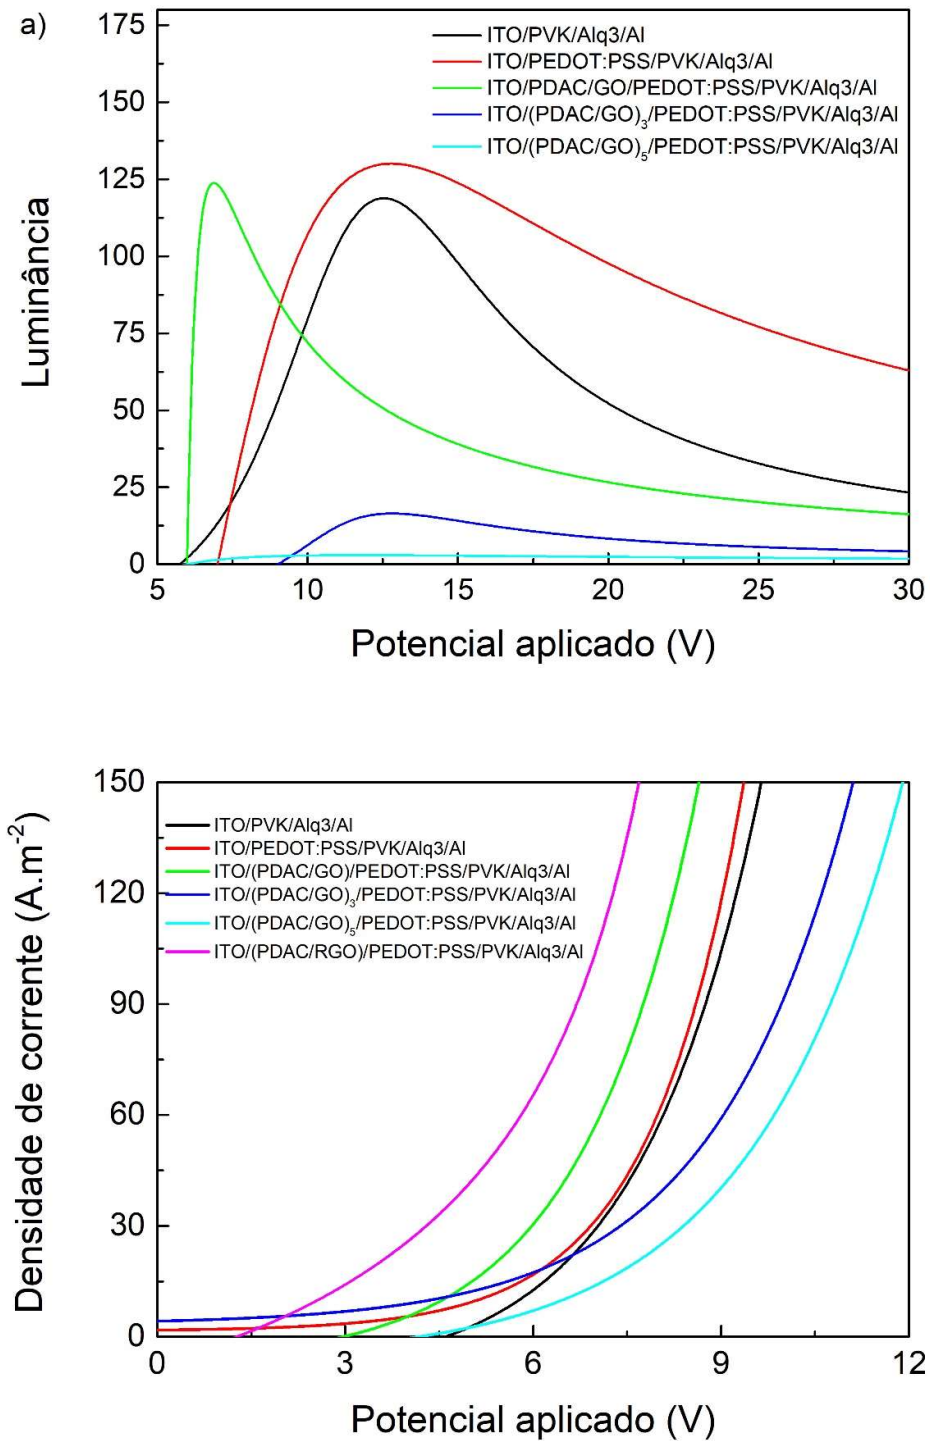 a)
175
150
125
100
75
50
25
0
Luminância
ITO/PVK/Alq3/Al
ITO/PEDOT:PSS/PVK/Alq3/Al
ITO/PDAC/GO/PEDOT:PSS/PVK/Alq3/Al
ITO/(PDAC/GO)3/PEDOT:PSS/PVK/Alq3/Al
ITO/(PDAC/GO)5/PEDOT:PSS/PVK/Alq3/Al
5 10 15 20 25 30
Potencial aplicado (V)
150
120
90
60
30
0
Densidade de corrente (A.m-2)
ITO/PVK/Alq3/Al
ITO/PEDOT:PSS/PVK/Alq3/Al
ITO/(PDAC/GO)/PEDOT:PSS/PVK/Alq3/Al
ITO/(PDAC/GO)3/PEDOT:PSS/PVK/Alq3/Al
ITO/(PDAC/GO)5/PEDOT:PSS/PVK/Alq3/Al
ITO/(PDAC/RGO)/PEDOT:PSS/PVK/Alq3/Al
0 3 6 9 12
Potencial aplicado (V)